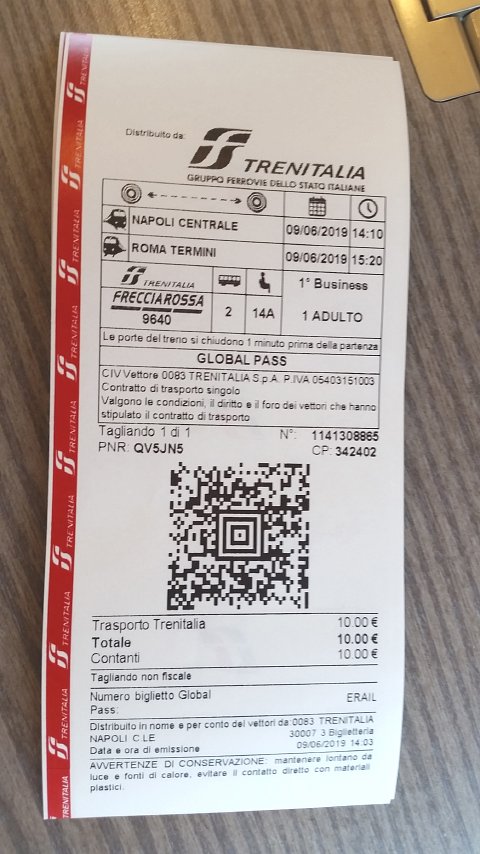 Distribuito da:
TRENITALIA
GRUPPO FERROVIE DELLO STATO ITALIANE
NAPOLI CENTRALE 09/06/2019 14:10
ROMA TERMINI 09/06/2019 15:20
TRENITALIA
FRECCIAROSSA
9640 2 14A
1° Business
1 ADULTO
Le porte del treno si chiudono 1 minuto prima della partenza
GLOBAL PASS
CIV Vettore 0083 TRENITALIA S.p.A. P.IVA 05403151003
Contratto di trasporto singolo
Valgono le condizioni, il diritto e il foro dei vettori che hanno
stipulato il contratto di trasporto
Tagliando 1 di 1 N°: 1141308865
PNR: QV5JN5 CP: 342402
Trasporto Trenitalia 10.00 €
Totale 10.00 €
Contanti 10.00 €
Tagliando non fiscale
Numero biglietto Global
Pass: ERAIL
Distribuito in nome e per conto dei vettori da:0083 TRENITALIA
NAPOLI C.LE 30007 3 Biglietteria
Data e ora di emissione 09/06/2019 14.03
AVVERTENZE DI CONSERVAZIONE: mantenere lontano da
luce e fonti di calore, evitare il contatto diretto con materiali
plastici.
TRENITALIA
TRENITALIA
TRENITALIA
TRENITALIA
TRENITALIA
TRENITALIA
TRENITALIA
TRENITALIA